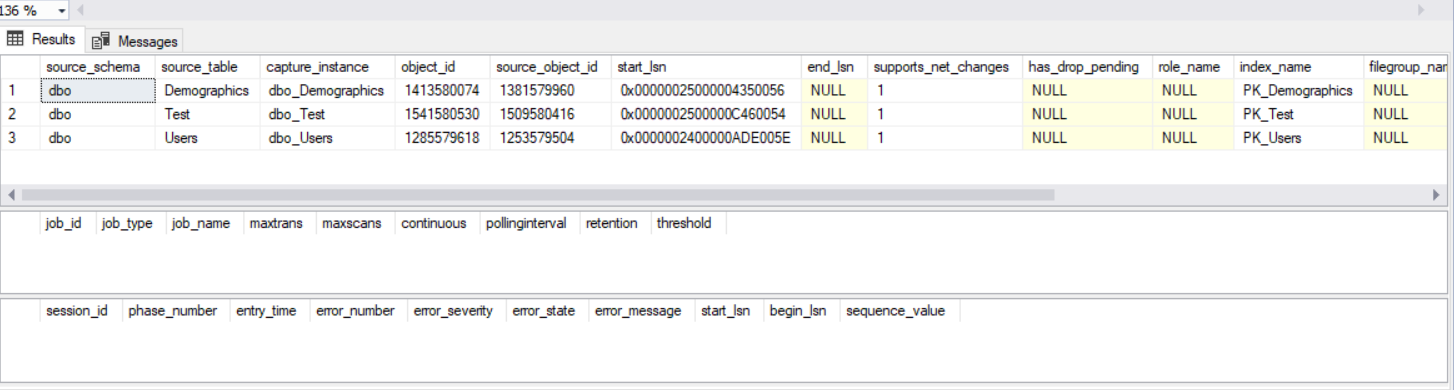 136 %
Results Messages
source_schema source_table capture_instance object_id source_object_id start_lsn end_lsn supports_net_changes has_drop_pending role_name index_name filegroup_nam
1 dbo Demographics dbo_Demographics 1413580074 1381579960 0x00000025000004350056 NULL 1 NULL NULL PK_Demographics NULL
2 dbo Test dbo_Test 1541580530 1509580416 0x0000002500000C460054 NULL 1 NULL NULL PK_Test NULL
3 dbo Users dbo_Users 1285579618 1253579504 0x0000002400000ADE005E NULL 1 NULL NULL PK_Users NULL
job_id job_type job_name maxtrans maxscans continuous pollinginterval retention threshold
session_id phase_number entry_time error_number error_severity error_state error_message start_lsn begin_lsn sequence_value